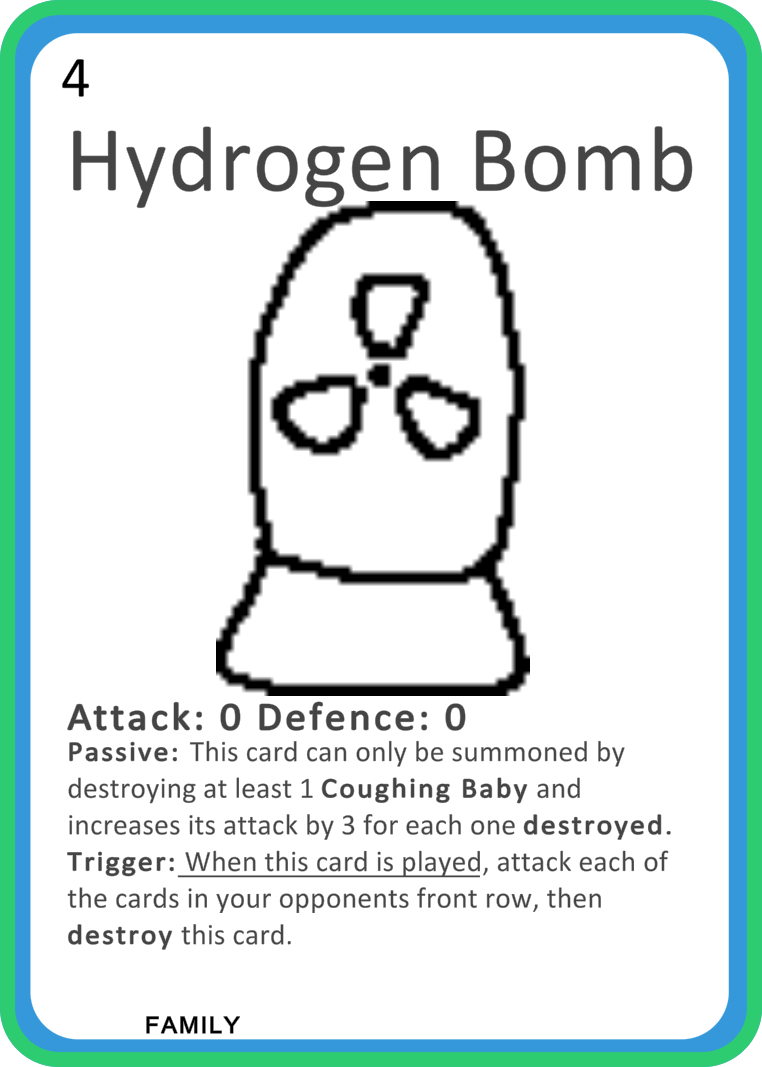 4
Hydrogen Bomb
Attack: 0 Defence: 0
Passive: This card can only be summoned by
destroying at least 1 Coughing Baby and
increases its attack by 3 for each one destroyed.
Trigger: When this card is played, attack each of
the cards in your opponents front row, then
destroy this card.
FAMILY